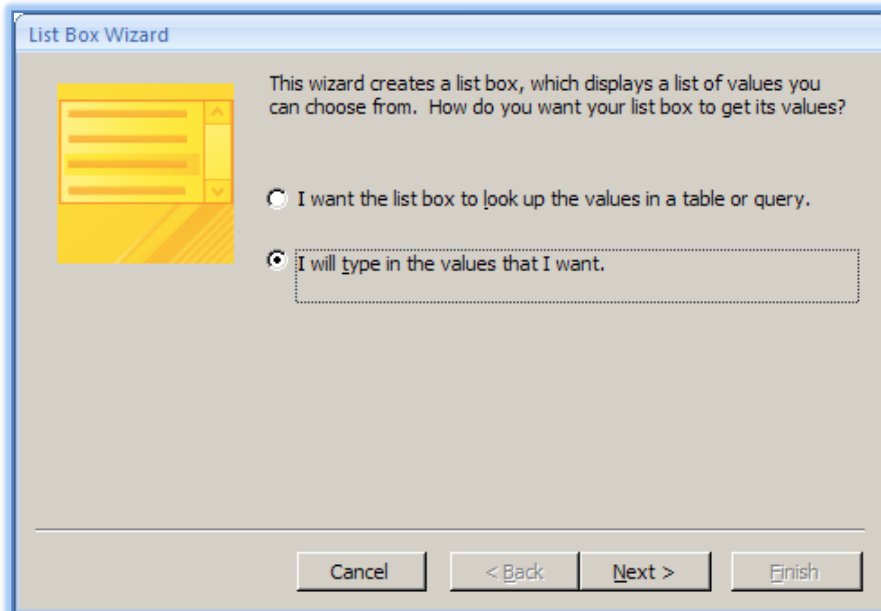 List Box Wizard
This wizard creates a list box, which displays a list of values you
can choose from.  How do you want your list box to get its values?
I want the list box to look up the values in a table or query.
I will type in the values that I want.
Cancel
< Back
Next >
Finish